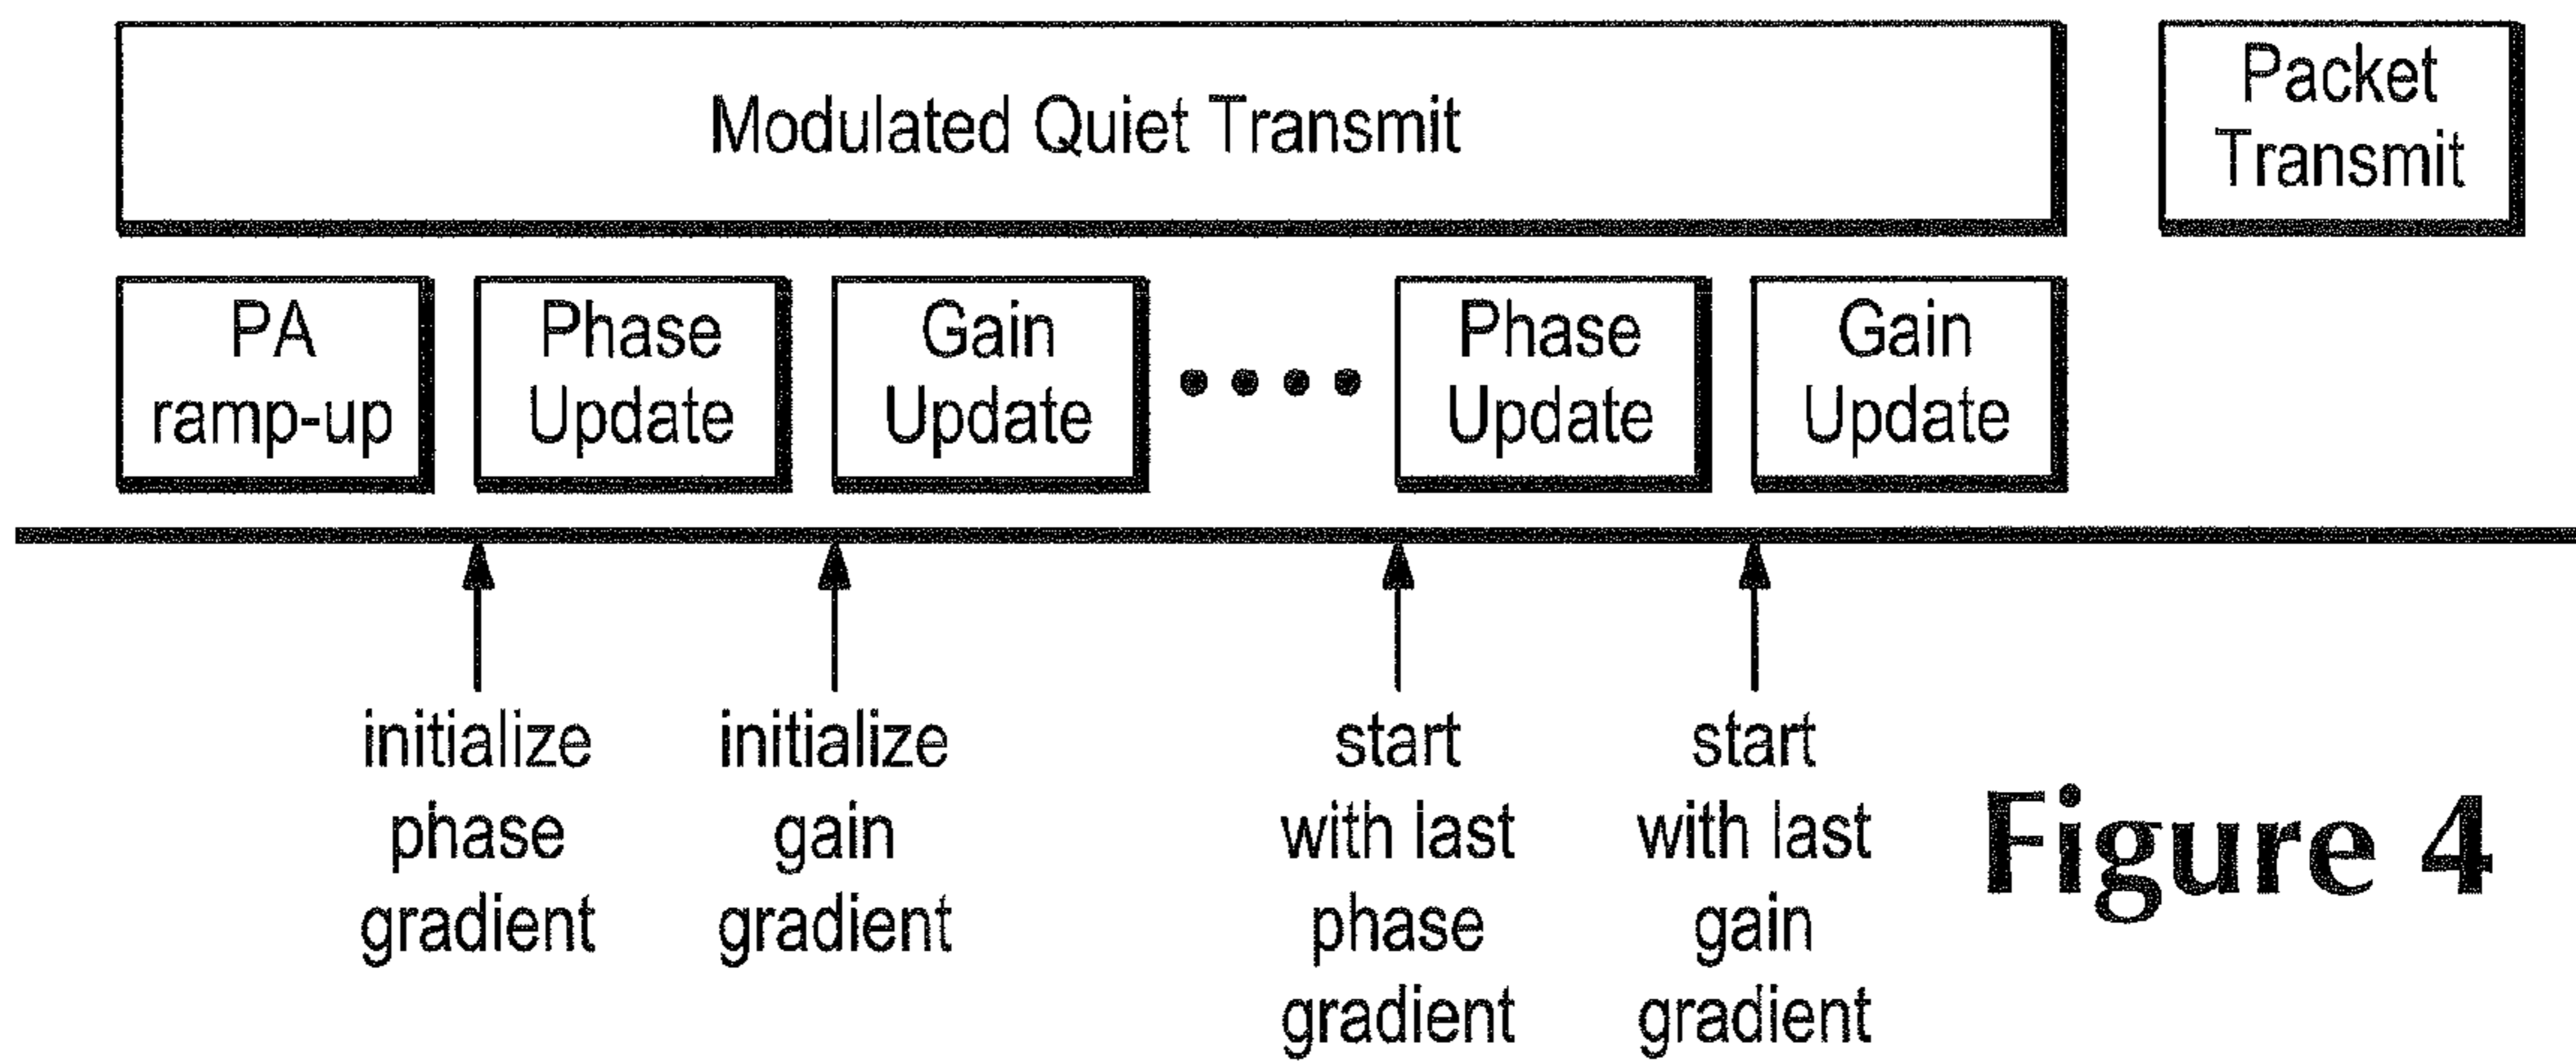 Modulated Quiet Transmit
Packet
Transmit
PA
ramp-up
Phase
Update
Gain
Update
Phase
Update
Gain
Update
initialize
phase
gradient
initialize
gain
gradient
start
with last
phase
gradient
start
with last
gain
gradient
Figure 4